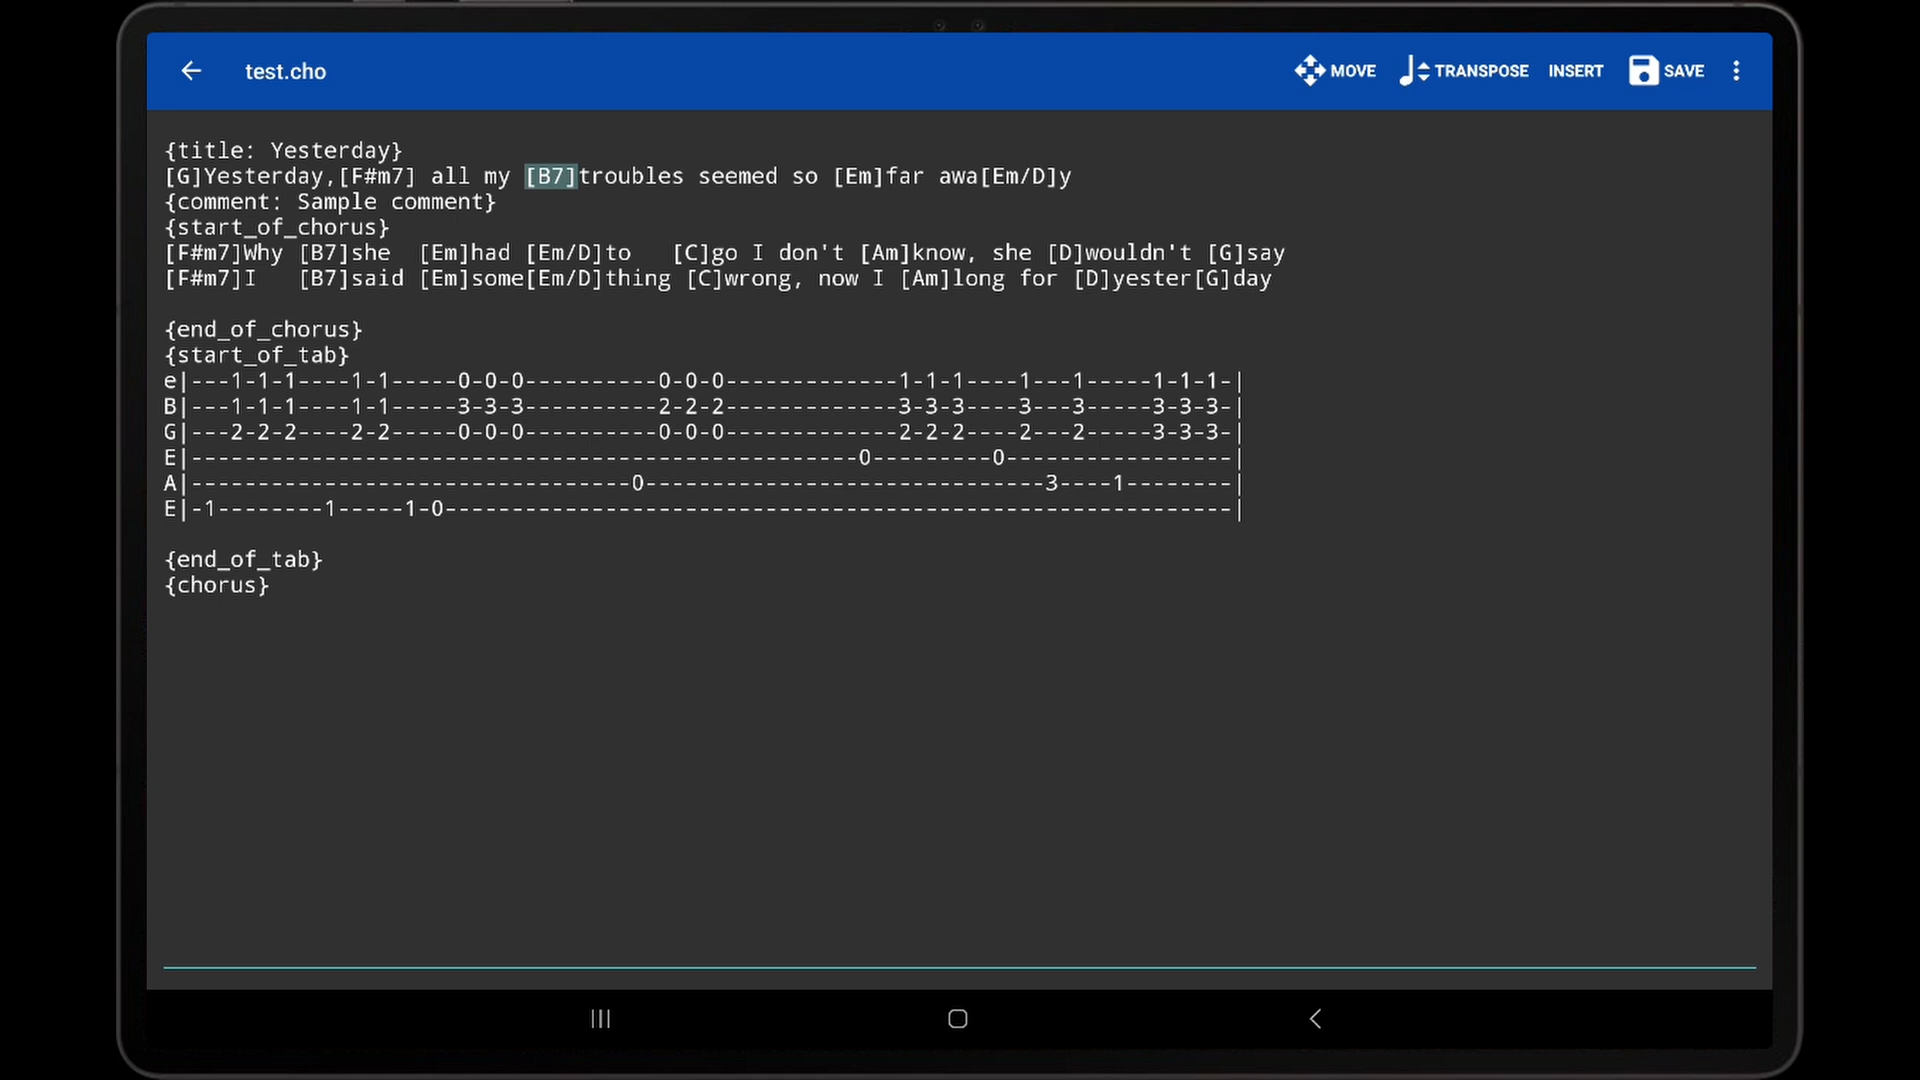 test.cho
MOVE TRANSPOSE INSERT SAVE
{title: Yesterday}
[G]Yesterday,[F#m7] all my [B7]troubles seemed so [Em]far awa[Em/D]y
{comment: Sample comment}
{start_of_chorus}
[F#m7]Why [B7]she  [Em]had [Em/D]to   [C]go I don't [Am]know, she [D]wouldn't [G]say
[F#m7]I   [B7]said [Em]some[Em/D]thing [C]wrong, now I [Am]long for [D]yester[G]day
{end_of_chorus}
{start_of_tab}
e|---1-1-1----1-1-----0-0-0----------0-0-0-------------1-1-1----1---1-----1-1-1-|
B|---1-1-1----1-1-----3-3-3----------2-2-2-------------3-3-3----3---3-----3-3-3-|
G|---2-2-2----2-2-----0-0-0----------0-0-0-------------2-2-2----2---2-----3-3-3-|
E|--------------------------------------------------0---------0-----------------|
A|---------------------------------0------------------------------3----1--------|
E|-1--------1-----1-0-----------------------------------------------------------|
{end_of_tab}
{chorus}